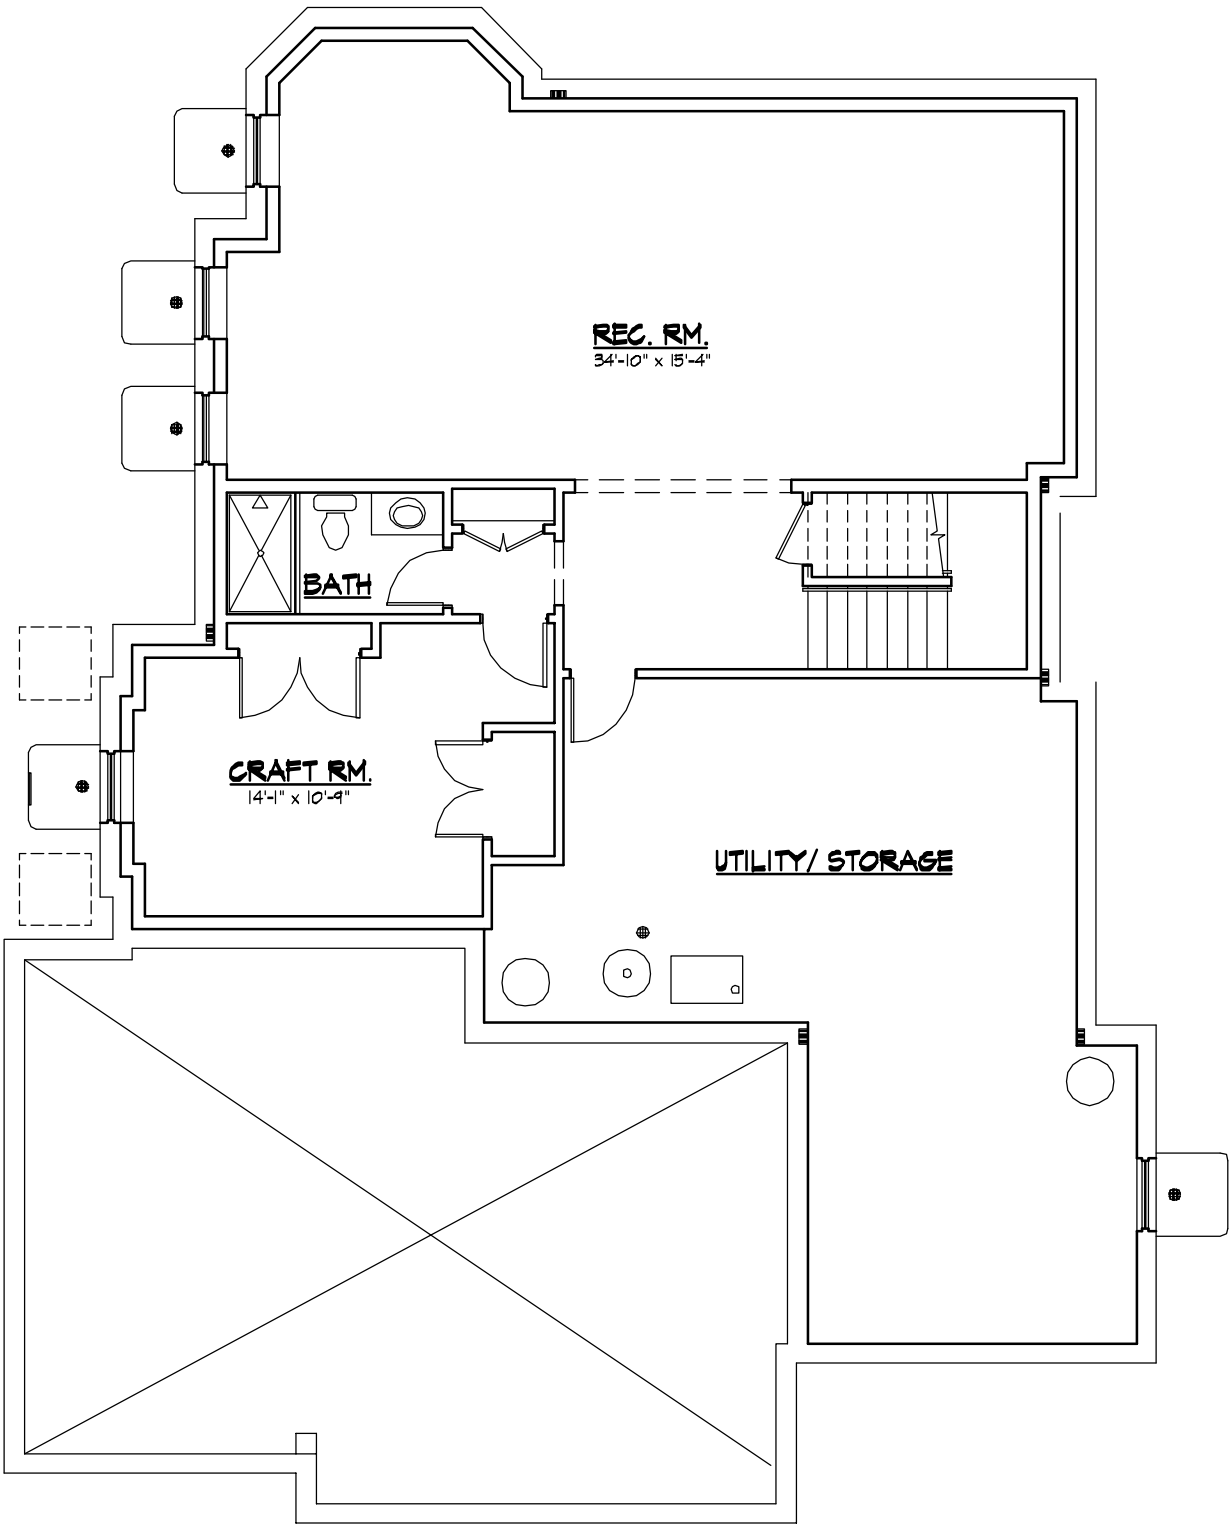 REC. RM.
34'-10" x 15'-4"
BATH
CRAFT RM.
14'-1" x 10'-9"
UTILITY/ STORAGE